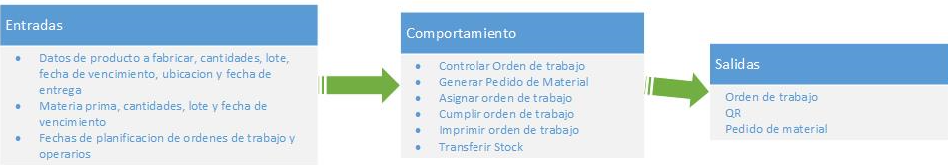 Entradas
• Datos de producto a fabricar, cantidades, lote,
fecha de vencimiento, ubicacion y fecha de
entrega
• Materia prima, cantidades, lote y fecha de
vencimiento
• Fechas de planificacion de ordenes de trabajo y
operarios
Comportamiento
• Controlar Orden de trabajo
• Generar Pedido de Material
• Asignar orden de trabajo
• Cumplir orden de trabajo
• Imprimir orden de trabajo
• Transferir Stock
Salidas
Orden de trabajo
QR
Pedido de material